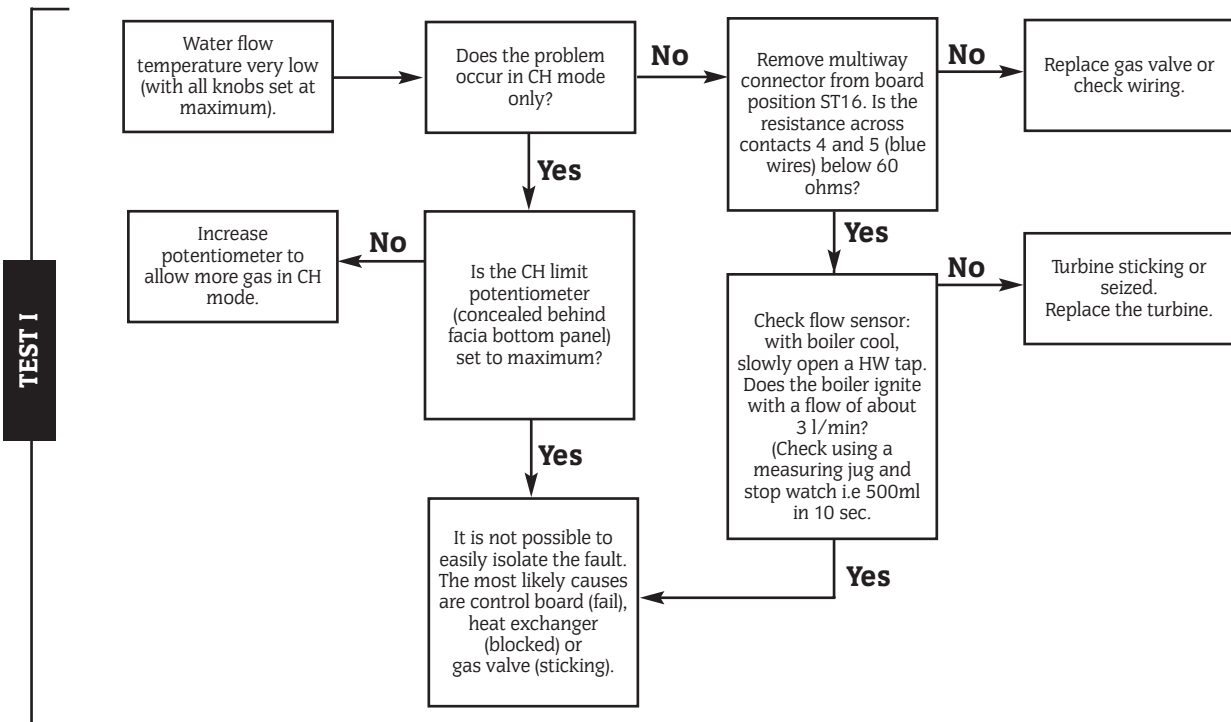 TEST I
Water flow
temperature very low
(with all knobs set at
maximum).
Does the problem
occur in CH mode
only?
No
Remove multiway
connector from board
position ST16. Is the
resistance across
contacts 4 and 5 (blue
wires) below 60
ohms?
No
Replace gas valve or
check wiring.
Yes
Yes
Increase
potentiometer to
allow more gas in CH
mode.
No
Is the CH limit
potentiometer
(concealed behind
facia bottom panel)
set to maximum?
Check flow sensor:
with boiler cool,
slowly open a HW tap.
Does the boiler ignite
with a flow of about
3 l/min?
(Check using a
measuring jug and
stop watch i.e 500ml
in 10 sec.
No
Turbine sticking or
seized.
Replace the turbine.
Yes
It is not possible to
easily isolate the fault.
The most likely causes
are control board (fail),
heat exchanger
(blocked) or
gas valve (sticking).
Yes